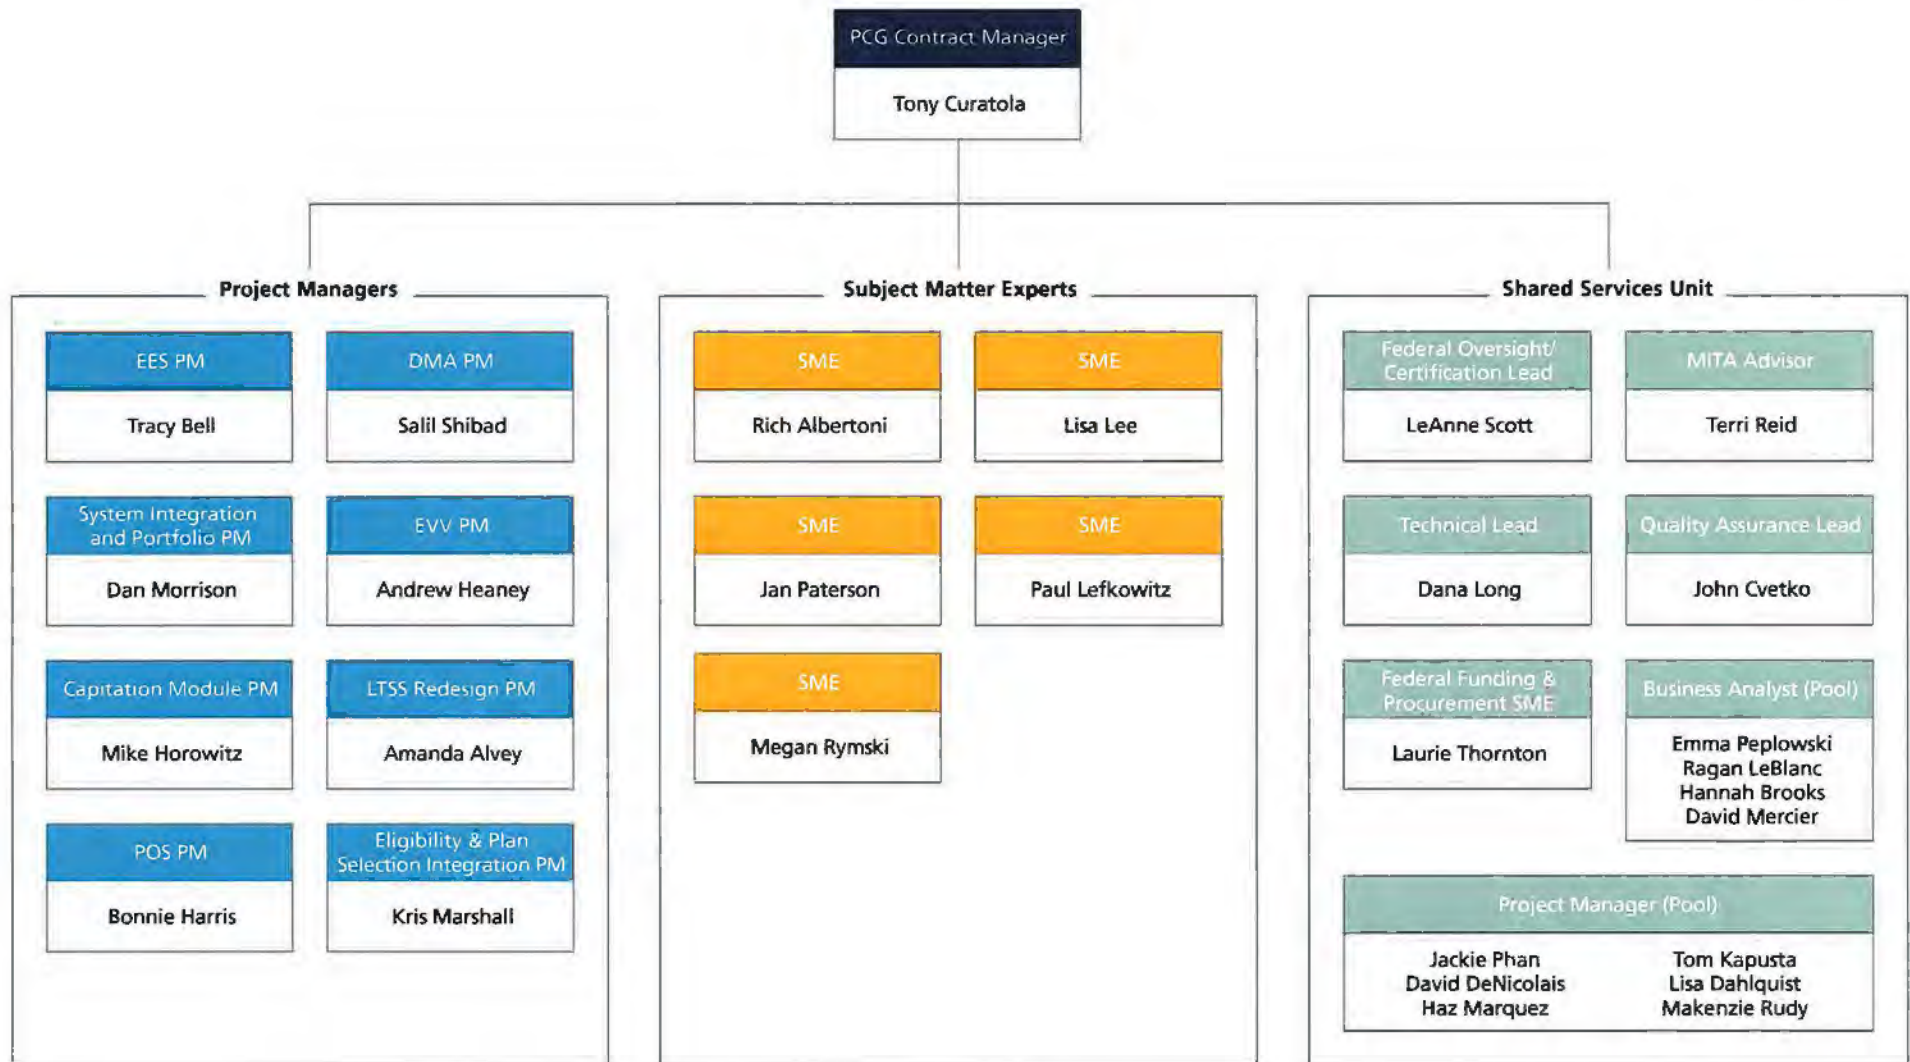 PCG Contract Manager
Tony Curatola
Project Managers
EES PM
Tracy Bell
DMA PM
Salil Shibad
System Integration
and Portfolio PM
Dan Morrison
EVV PM
Andrew Heaney
Capitation Module PM
Mike Horowitz
LTSS Redesign PM
Amanda Alvey
POS PM
Bonnie Harris
Eligibility & Plan
Selection Integration PM
Kris Marshall
Subject Matter Experts
SME
Rich Albertoni
SME
Lisa Lee
SME
Jan Paterson
SME
Paul Lefkowitz
SME
Megan Rymski
Shared Services Unit
Federal Oversight/
Certification Lead
LeAnne Scott
MITA Advisor
Terri Reid
Technical Lead
Dana Long
Quality Assurance Lead
John Cvetko
Federal Funding &
Procurement SME
Laurie Thornton
Business Analyst (Pool)
Emma Peplowski
Ragan LeBlanc
Hannah Brooks
David Mercier
Project Manager (Pool)
Jackie Phan
David DeNicolais
Haz Marquez
Tom Kapusta
Lisa Dahlquist
Makenzie Rudy